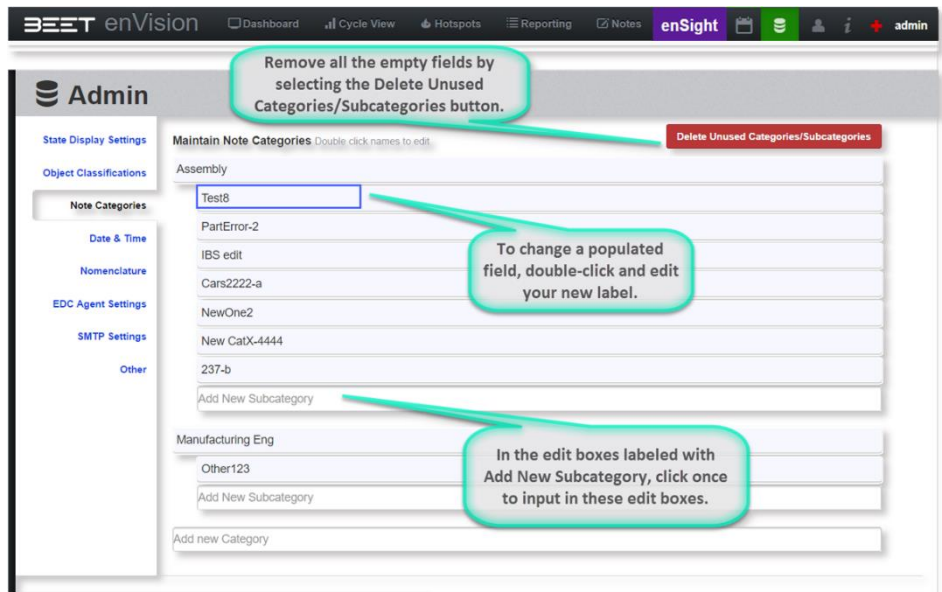 BEET enVision Dashboard Cycle View Hotspots Reporting Notes enSight i admin
Remove all the empty fields by
selecting the Delete Unused
Categories/Subcategories button.
Admin
State Display Settings
Object Classifications
Note Categories
Date & Time
Nomenclature
EDC Agent Settings
SMTP Settings
Other
Maintain Note Categories Double click names to edit
Delete Unused Categories/Subcategories
Assembly
Test8
PartError-2
IBS edit
Cars2222-a
NewOne2
New CatX-4444
237-b
Add New Subcategory
To change a populated
field, double-click and edit
your new label.
Manufacturing Eng
Other123
Add New Subcategory
In the edit boxes labeled with
Add New Subcategory, click once
to input in these edit boxes.
Add new Category